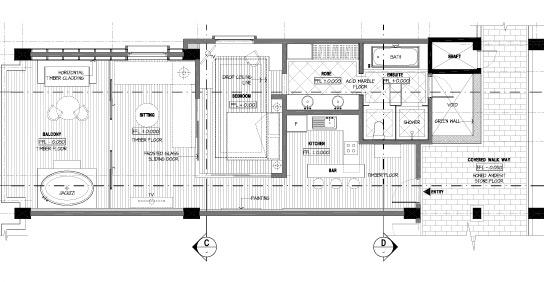 HORIZONTAL
TIMBER CLADDING
BALCONY
FFL - 0.050
TIMBER FLOOR
JACUZZI
SITTING
FFL ± 0.000
TIMBER FLOOR
FROSTED GLASS
SLIDING DOOR
TV
DROP CEILING
LINE
BEDROOM
FFL ± 0.00
PAINTING
ROBE
FFL ± 0.000
ACID MARBLE
FLOOR
BATH
ENSUITE
FFL ± 0.000
SHOWER
F
KITCHEN
FFL ± 0.000
BAR
TIMBER FLOOR
SHAFT
VOID
GREEN WALL
COVERED WALK WAY
FFL - 0.050
HONED ANDESIT
STONE FLOOR
ENTRY
C
D